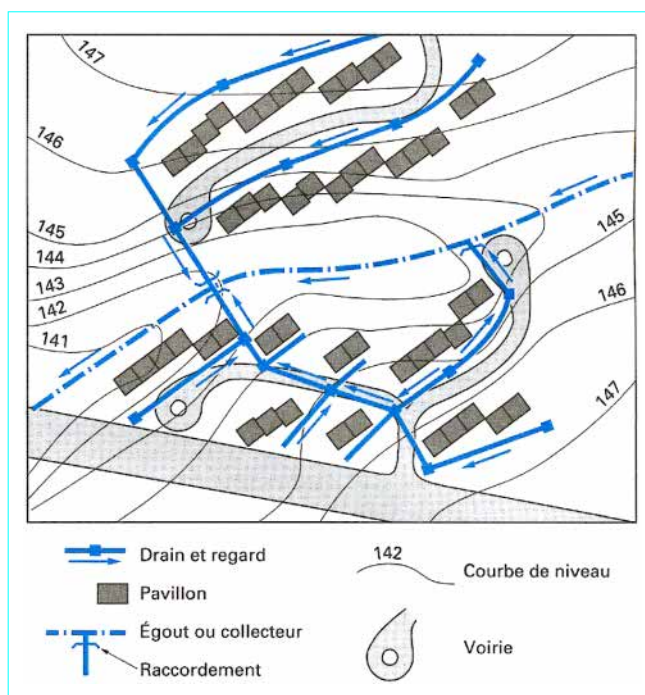 147
146
145
144
143
142
141
145
146
147
Drain et regard
Pavillon
Égout ou collecteur
Raccordement
142
Courbe de niveau
Voirie